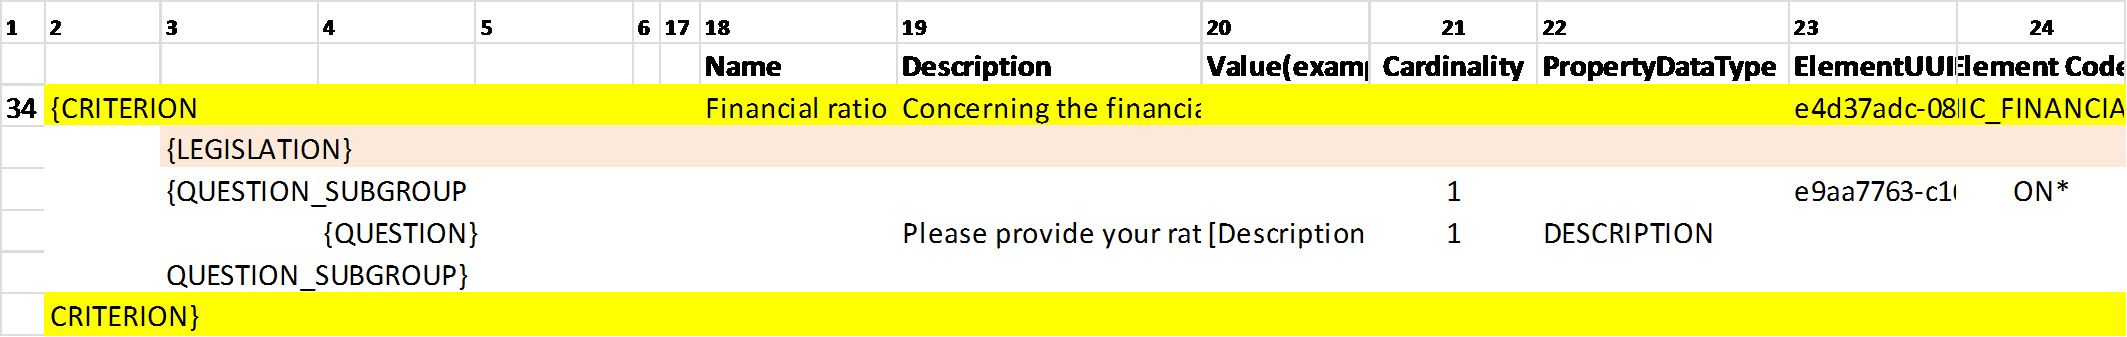 1 2 3 4 5 6 17 18 19 20 21 22 23 24
Name Description Value(examp Cardinality PropertyDataType ElementUUI Element Code
34 {CRITERION Financial ratio Concerning the financia e4d37adc-08 IC_FINANCIA
{LEGISLATION}
{QUESTION_SUBGROUP 1 e9aa7763-c10 ON*
{QUESTION} Please provide your rat [Description 1 DESCRIPTION
QUESTION_SUBGROUP}
CRITERION}